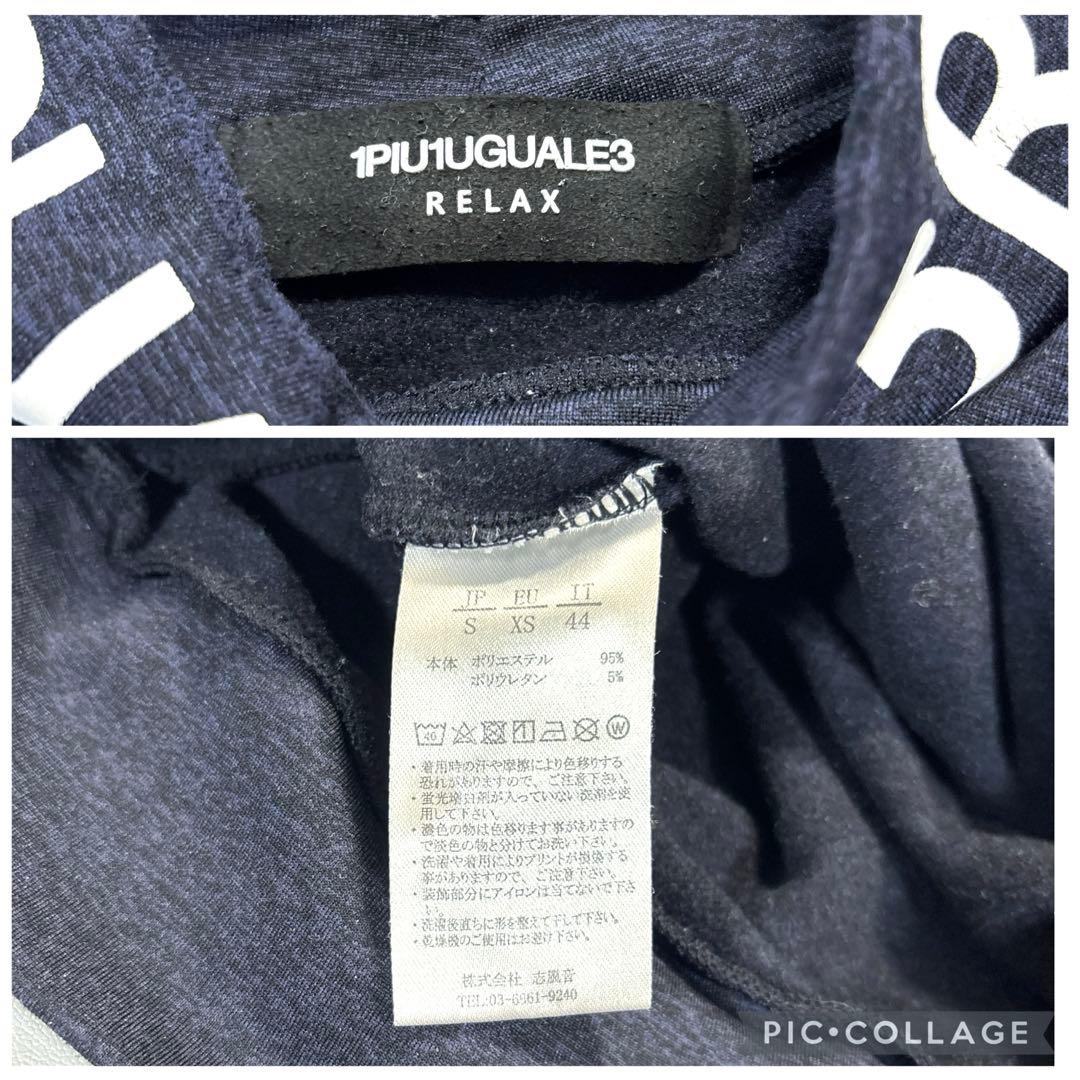 1PIU1UGUALE3
RELAX
JP EU IT
S XS 44
本体 ポリエステル 95%
ポリウレタン 5%
40
W
・着用時の汗や摩擦により色移りする
恐れがありますので、ご注意下さい。
・蛍光増白剤が入っていない洗剤を使
用して下さい。
・濃色の物は色移りします事がありますの
で淡色の物と分けてお洗い下さい。
・洗濯や着用によりプリントが損傷する
事がありますので、ご注意下さい。
・装飾部分にアイロンは当てないで下さ
い。
・洗濯後直ちに形を整えて干して下さい。
・乾燥機のご使用はお避け下さい。
株式会社 志風音
TEL:03-6661-9240
PIC•COLLAGE